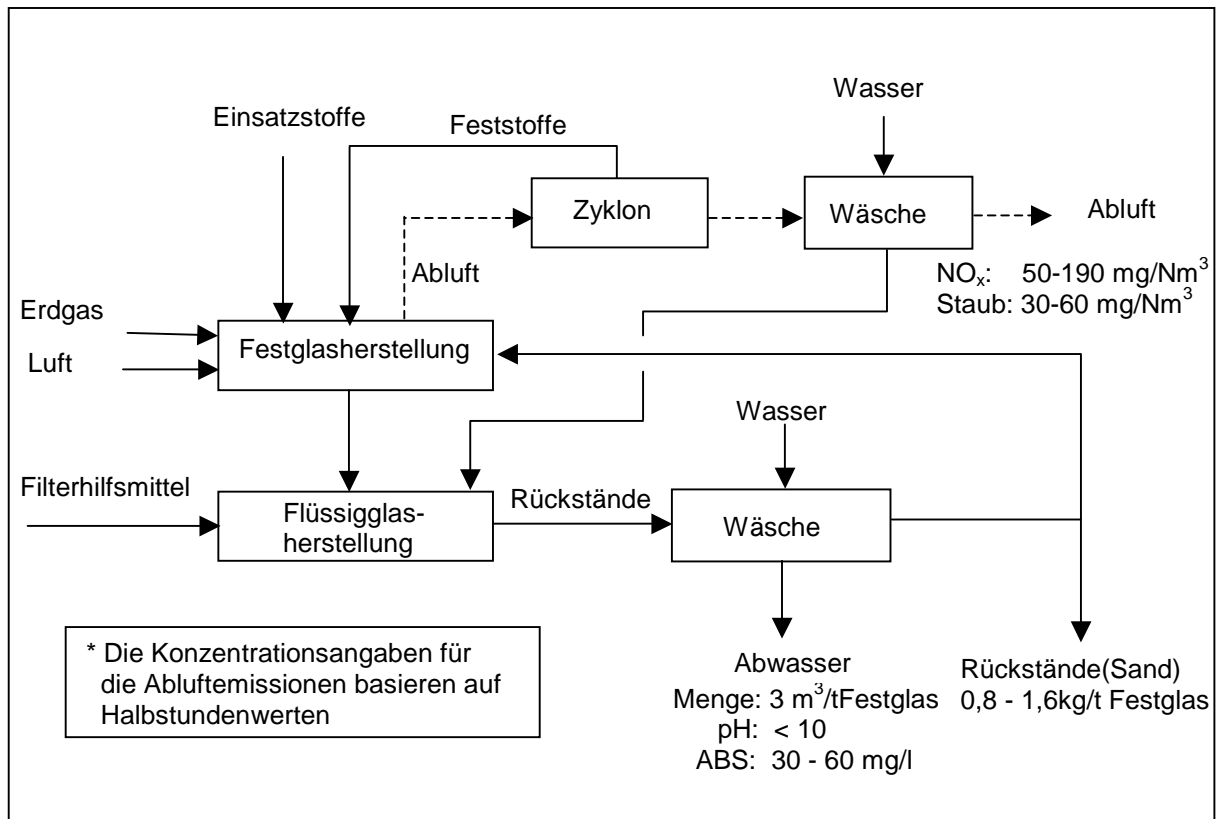 Wasser
Einsatzstoffe
Feststoffe
Zyklon
Wäsche
Abluft
Abluft
NOx: 50-190 mg/Nm³
Staub: 30-60 mg/Nm³
Erdgas
Luft
Festglasherstellung
Wasser
Filterhilfsmittel
Flüssigglas-
herstellung
Rückstände
Wäsche
* Die Konzentrationsangaben für
die Abluftemissionen basieren auf
Halbstundenwerten
Abwasser
Menge: 3 m³/tFestglas
pH: < 10
ABS: 30 - 60 mg/l
Rückstände(Sand)
0,8 - 1,6kg/t Festglas